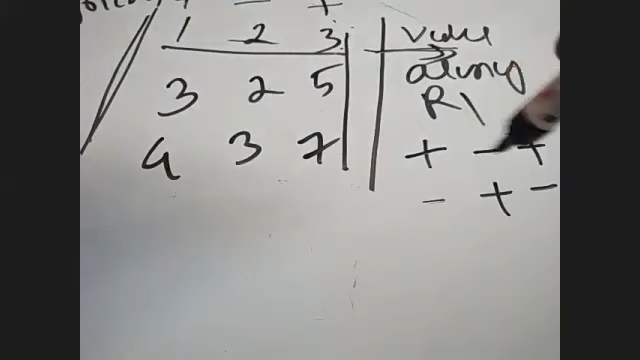 - +
1 2 3
3 2 5
4 3 7
value
along
R1
+ - +
- + -